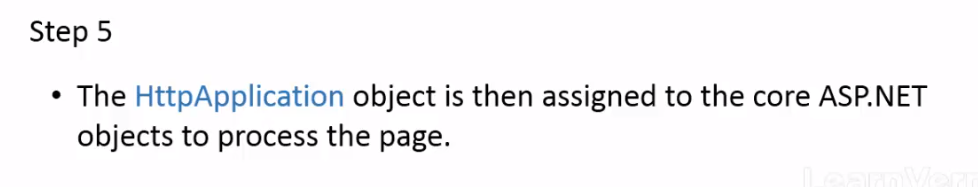 Step 5
• The HttpApplication object is then assigned to the core ASP.NET
objects to process the page.